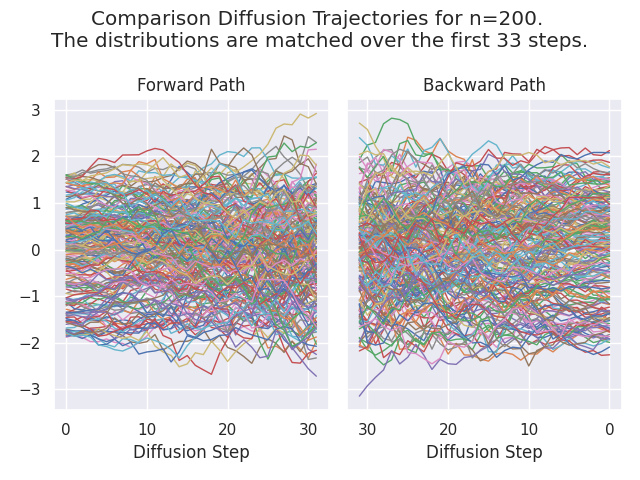 Comparison Diffusion Trajectories for n=200.
The distributions are matched over the first 33 steps.
Forward Path
Backward Path
3
2
1
0
−1
−2
−3
0 10 20 30
30 20 10 0
Diffusion Step
Diffusion Step